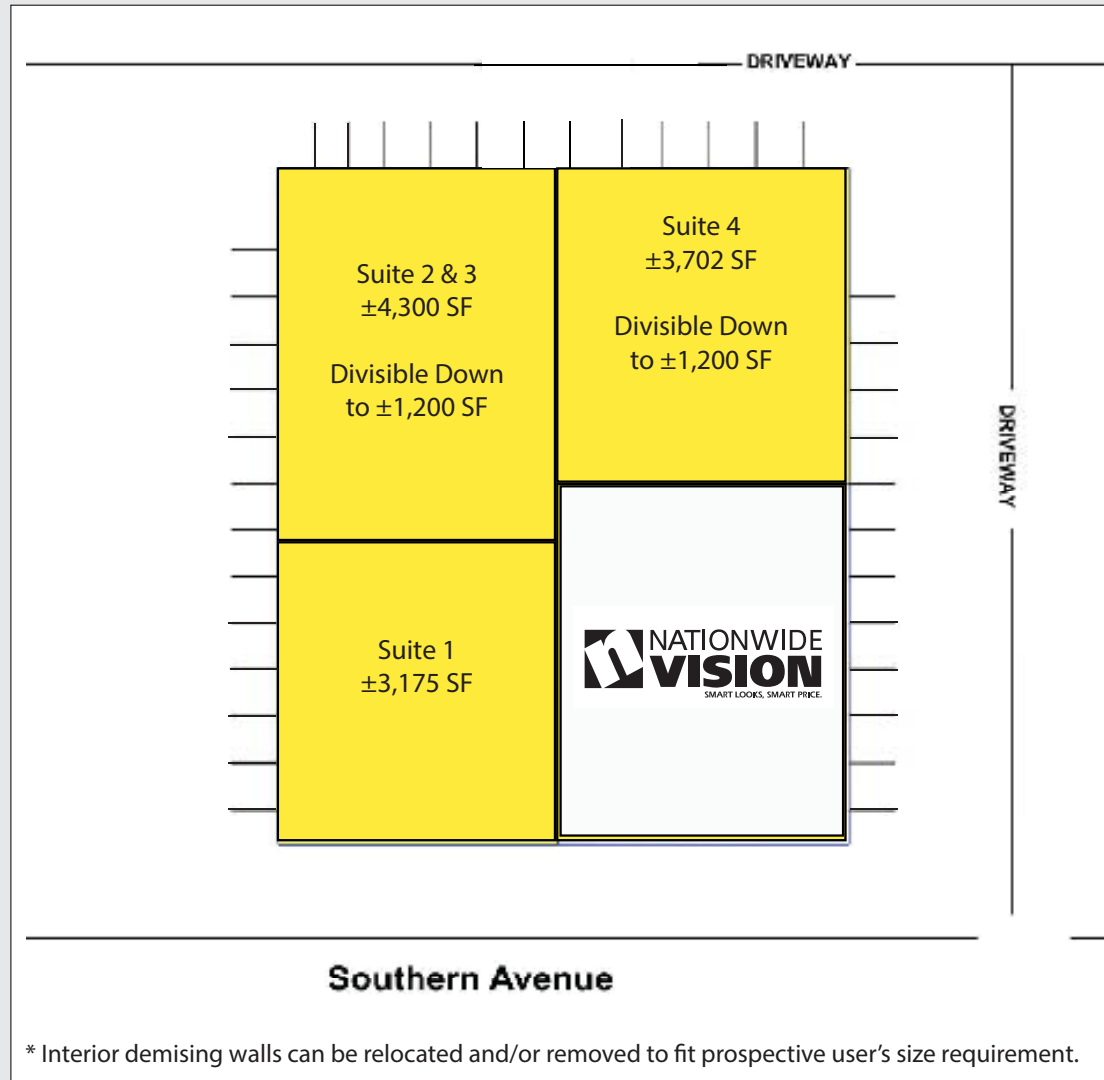 DRIVEWAY
Suite 2 & 3
±4,300 SF
Divisible Down
to ±1,200 SF
Suite 4
±3,702 SF
Divisible Down
to ±1,200 SF
DRIVEWAY
Suite 1
±3,175 SF
n NATIONWIDE
VISION
SMART LOOKS, SMART PRICE.
Southern Avenue
* Interior demising walls can be relocated and/or removed to fit prospective user's size requirement.